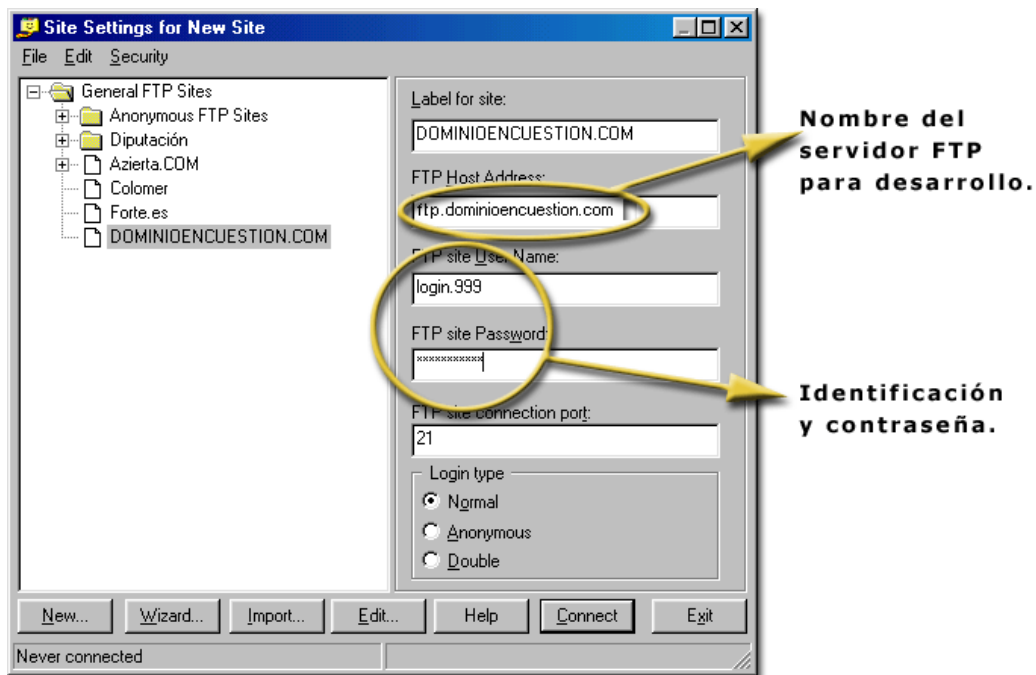 Site Settings for New Site
File Edit Security
General FTP Sites
Anonymous FTP Sites
Diputación
Azierta.COM
Colomer
Forte.es
DOMINIOENCUESTION.COM
Label for site:
DOMINIOENCUESTION.COM
FTP Host Address:
ftp.dominioencuestion.com
FTP site User Name:
login.999
FTP site Password:
***********
FTP site connection port:
21
Login type
Normal
Anonymous
Double
New... Wizard... Import... Edit... Help Connect Exit
Never connected
Nombre del
servidor FTP
para desarrollo.
Identificación
y contraseña.